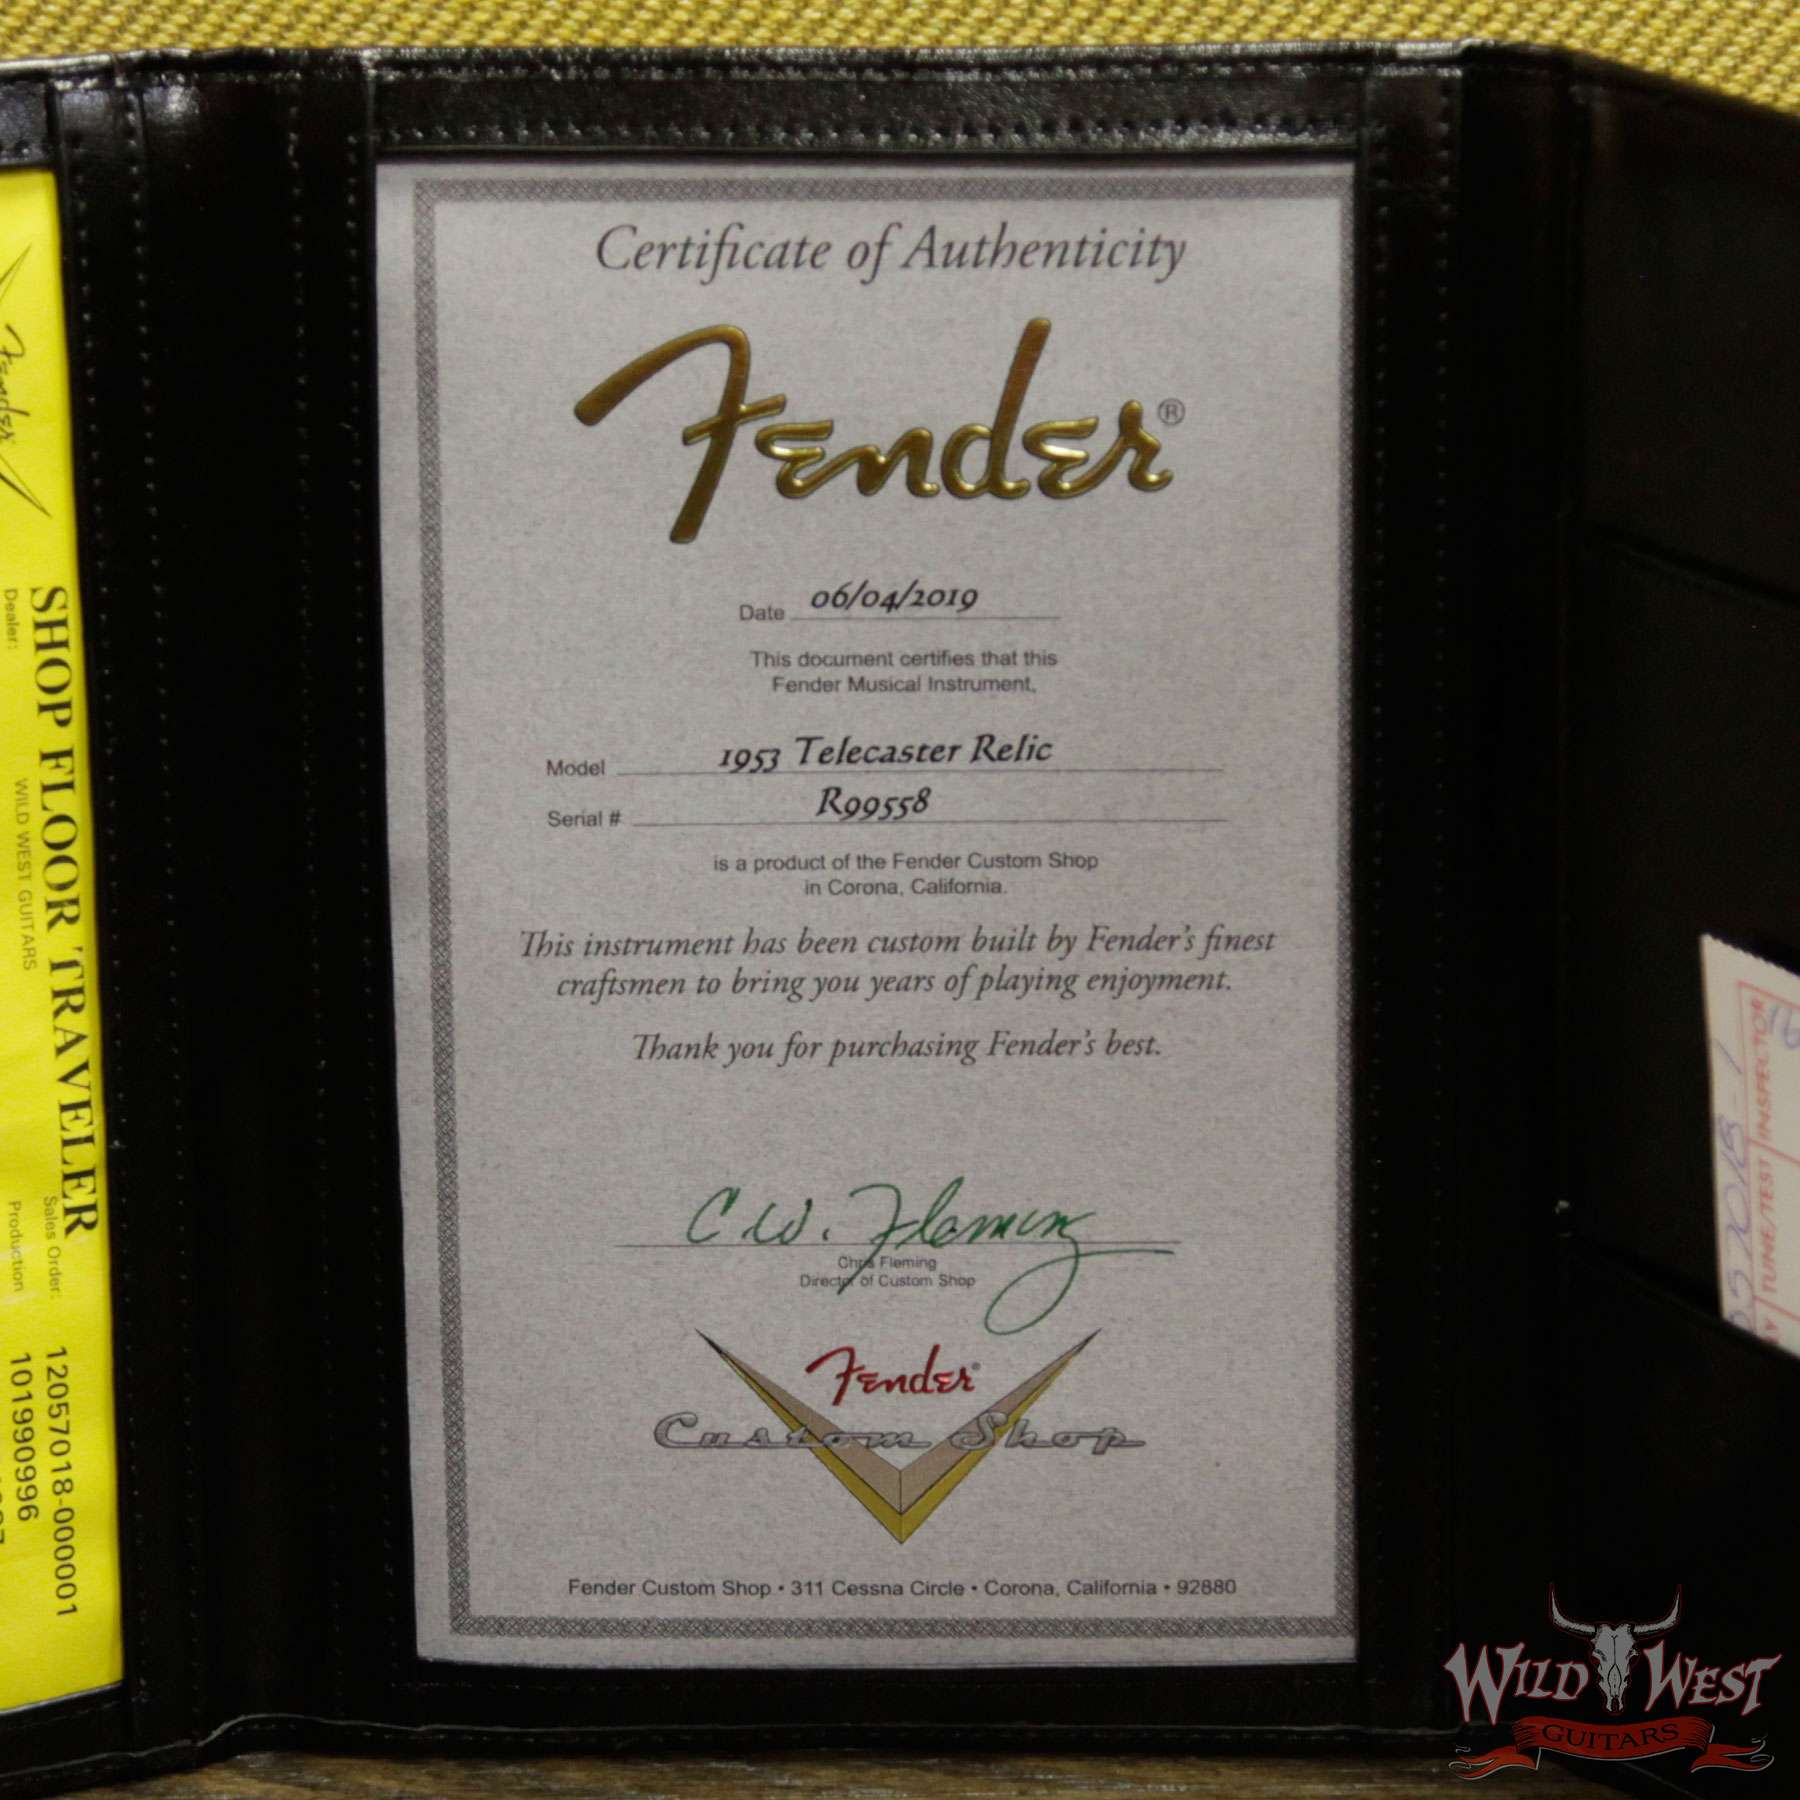 Fender
SHOP FLOOR TRAVELER
Dealer:
WILD WEST GUITARS
Sales Order:
12057018-000001
Production
101990996
Certificate of Authenticity
Fender®
Date 06/04/2019
This document certifies that this
Fender Musical Instrument,
Model 1953 Telecaster Relic
Serial # R99558
is a product of the Fender Custom Shop
in Corona, California.
This instrument has been custom built by Fender's finest
craftsmen to bring you years of playing enjoyment.
Thank you for purchasing Fender's best.
C W. Fleming
Chris Fleming
Director of Custom Shop
Fender®
Custom Shop
Fender Custom Shop • 311 Cessna Circle • Corona, California • 92880
TUNE/TEST INSPECTOR
WILD WEST
GUITARS